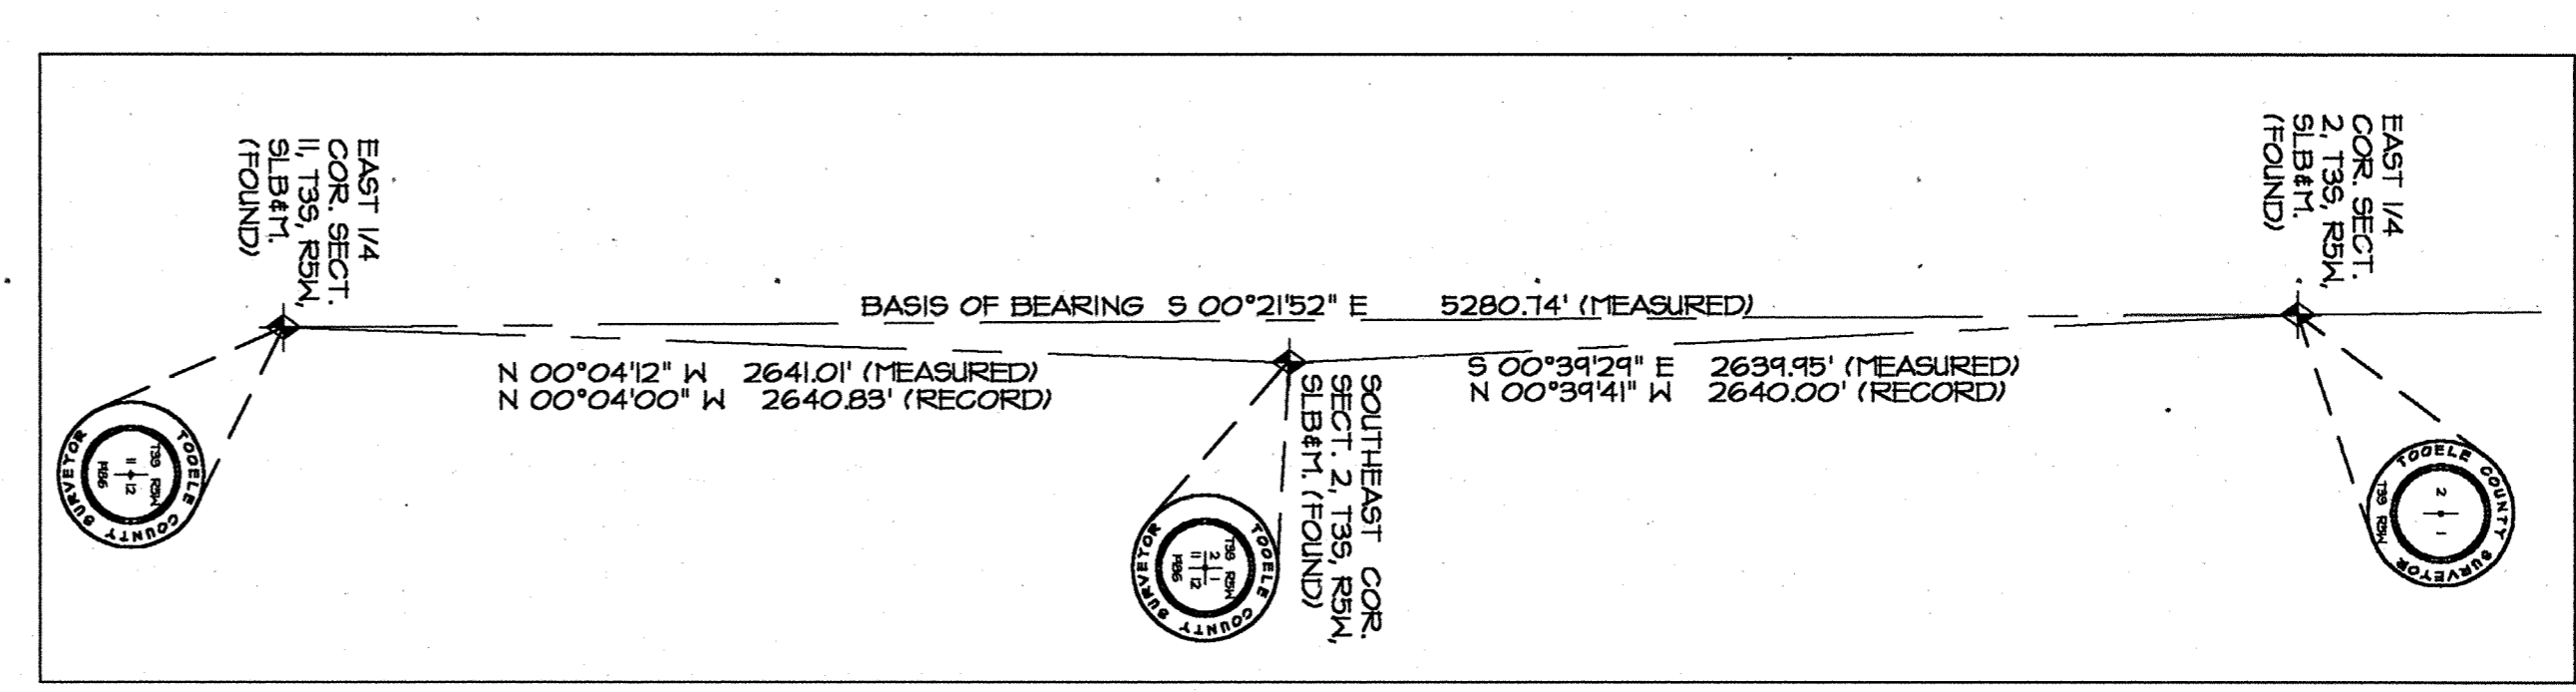 EAST 1/4
COR. SECT.
11, T3S, R5W,
SLB&M.
(FOUND)
EAST 1/4
COR. SECT.
2, T3S, R5W,
SLB&M.
(FOUND)
BASIS OF BEARING S 00°21'52" E 5280.74' (MEASURED)
N 00°04'12" W 2641.01' (MEASURED)
N 00°04'00" W 2640.83' (RECORD)
S 00°39'29" E 2639.95' (MEASURED)
N 00°39'41" W 2640.00' (RECORD)
SOUTHEAST COR.
SECT. 2, T3S, R5W,
SLB&M. (FOUND)
TOOELE COUNTY SURVEYOR
T3S R5W
11 12
1986
TOOELE COUNTY SURVEYOR
T3S R5W
2 1
11 12
1986
TOOELE COUNTY SURVEYOR
2 1
T3S R5W